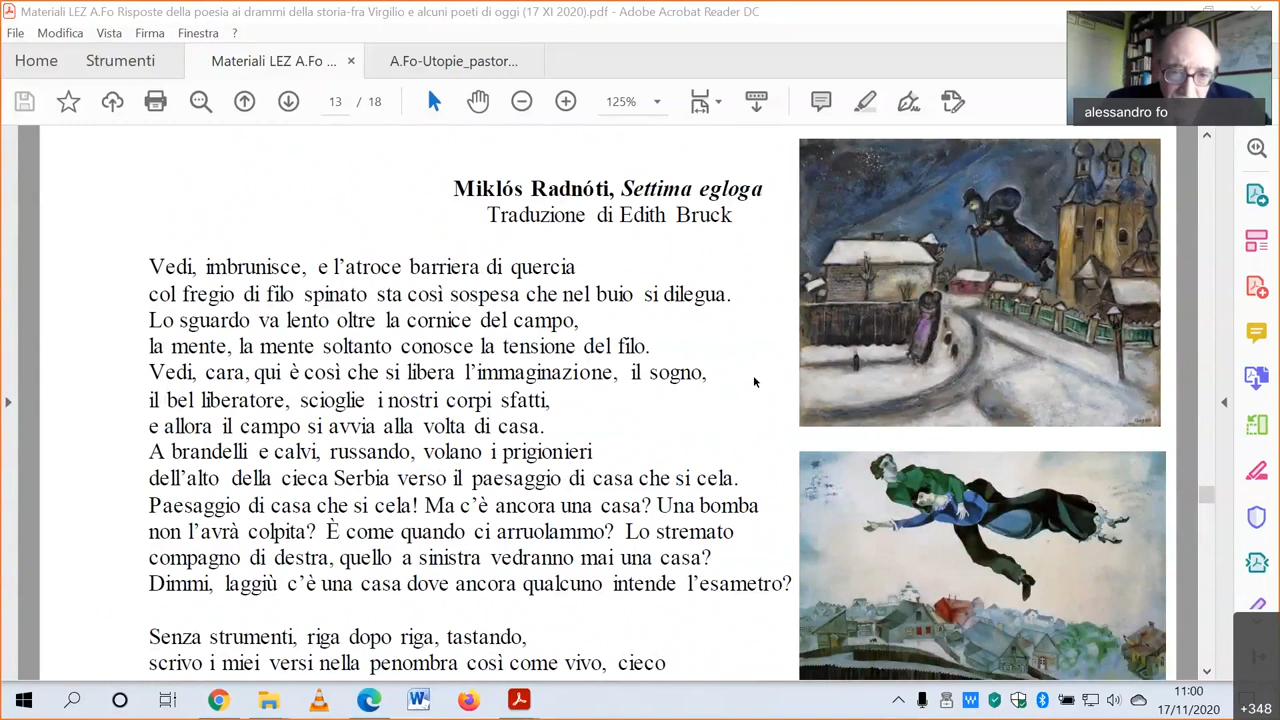 Materiali LEZ A.Fo Risposte della poesia ai drammi della storia-fra Virgilio e alcuni poeti di oggi (17 XI 2020).pdf - Adobe Acrobat Reader DC
File Modifica Vista Firma Finestra ?
Home Strumenti Materiali LEZ A.Fo ... × A.Fo-Utopie_pastor...
13 / 18 125%
alessandro fo
Miklós Radnóti, Settima egloga
Traduzione di Edith Bruck
Vedi, imbrunisce, e l’atroce barriera di quercia
col fregio di filo spinato sta così sospesa che nel buio si dilegua.
Lo sguardo va lento oltre la cornice del campo,
la mente, la mente soltanto conosce la tensione del filo.
Vedi, cara, qui è così che si libera l’immaginazione, il sogno,
il bel liberatore, scioglie i nostri corpi sfatti,
e allora il campo si avvia alla volta di casa.
A brandelli e calvi, russando, volano i prigionieri
dell’alto della cieca Serbia verso il paesaggio di casa che si cela.
Paesaggio di casa che si cela! Ma c’è ancora una casa? Una bomba
non l’avrà colpita? È come quando ci arruolammo? Lo stremato
compagno di destra, quello a sinistra vedranno mai una casa?
Dimmi, laggiù c’è una casa dove ancora qualcuno intende l’esametro?
Senza strumenti, riga dopo riga, tastando,
scrivo i miei versi nella penombra così come vivo, cieco
11:00
17/11/2020
+348